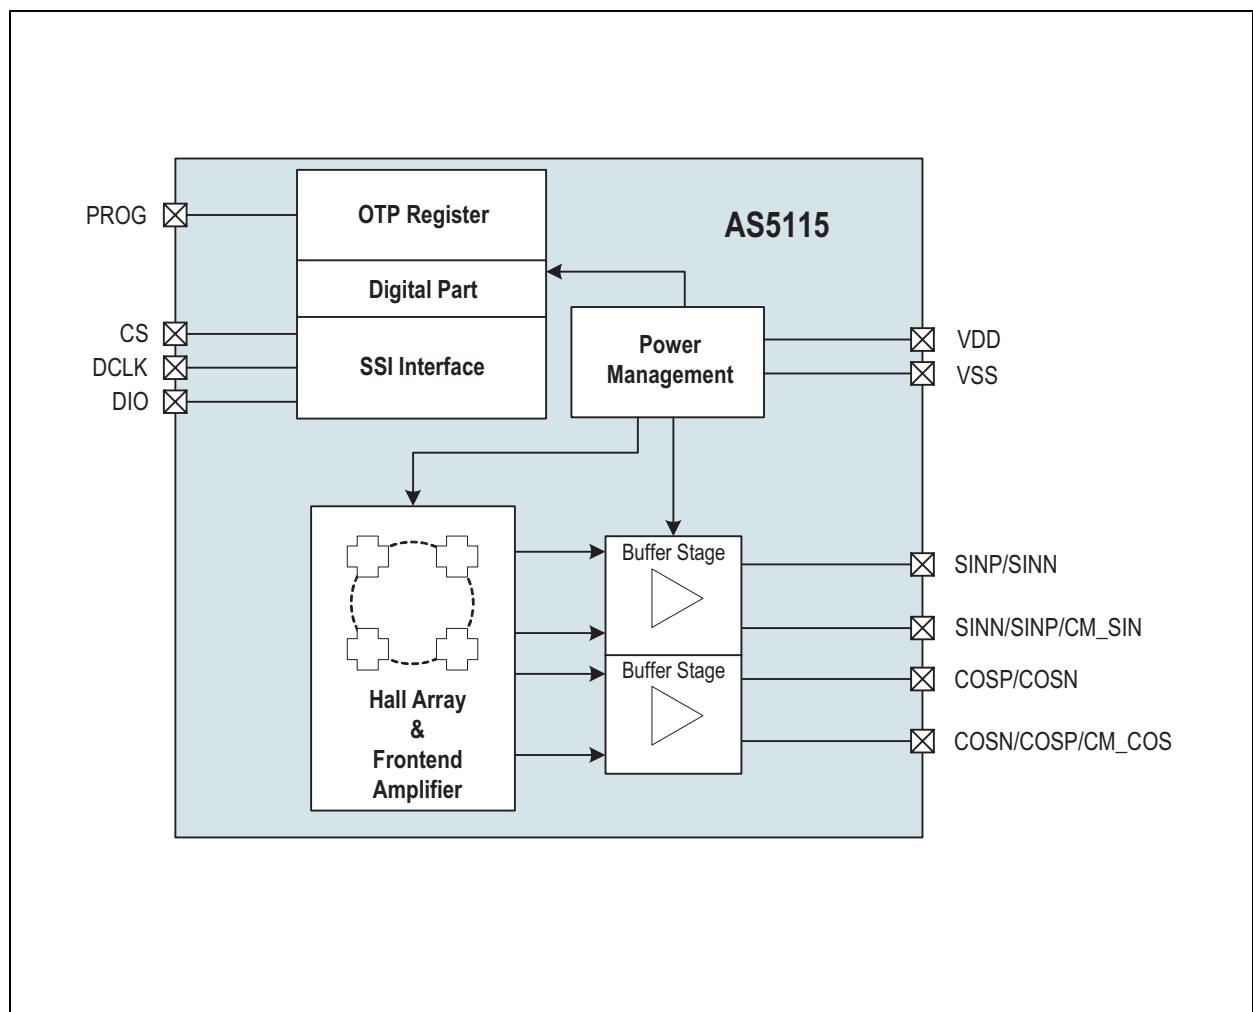 AS5115
PROG
OTP Register
Digital Part
CS
DCLK
DIO
SSI Interface
Power
Management
VDD
VSS
Hall Array
&
Frontend
Amplifier
Buffer Stage
Buffer Stage
SINP/SINN
SINN/SINP/CM_SIN
COSP/COSN
COSN/COSP/CM_COS